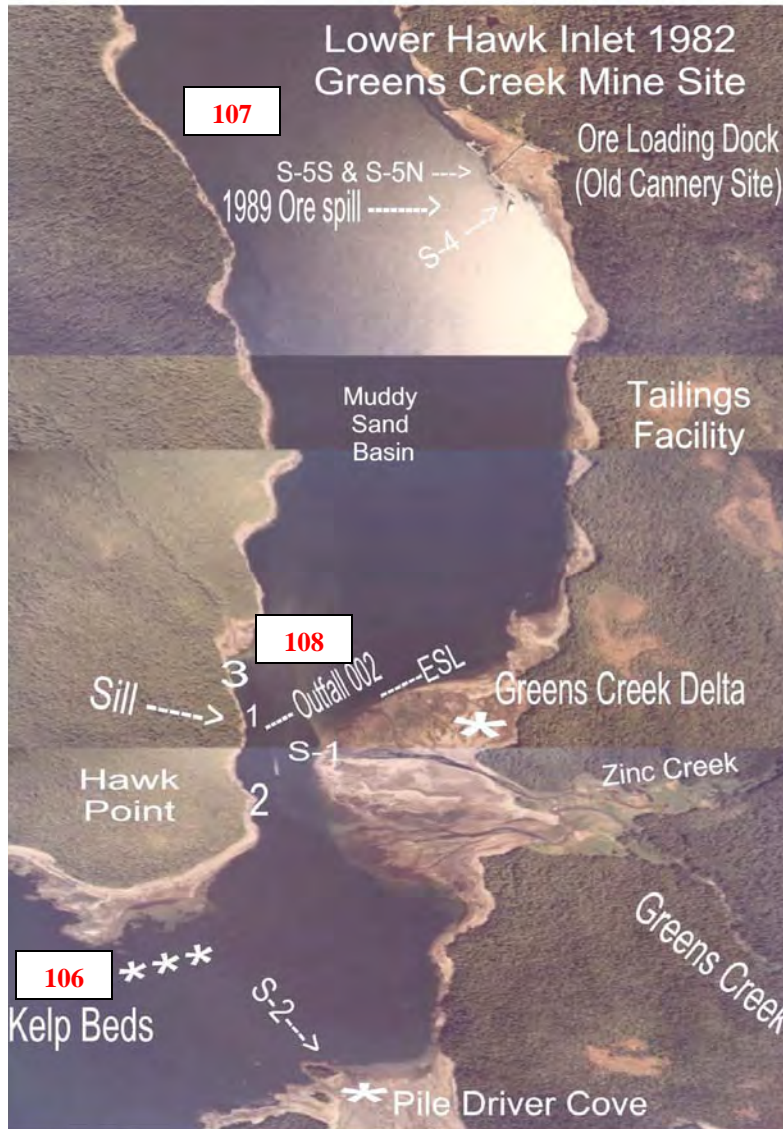 Lower Hawk Inlet 1982
Greens Creek Mine Site
107
Ore Loading Dock
(Old Cannery Site)
S-5S & S-5N --->
1989 Ore spill -------->
S-4 --->
Muddy
Sand
Basin
Tailings
Facility
108
3
Sill ----->
1 ---- Outfall 002
------ESL
Greens Creek Delta
*
S-1
Hawk
Point
2
Zinc Creek
Greens Creek
106
***
Kelp Beds
S-2--->
* Pile Driver Cove